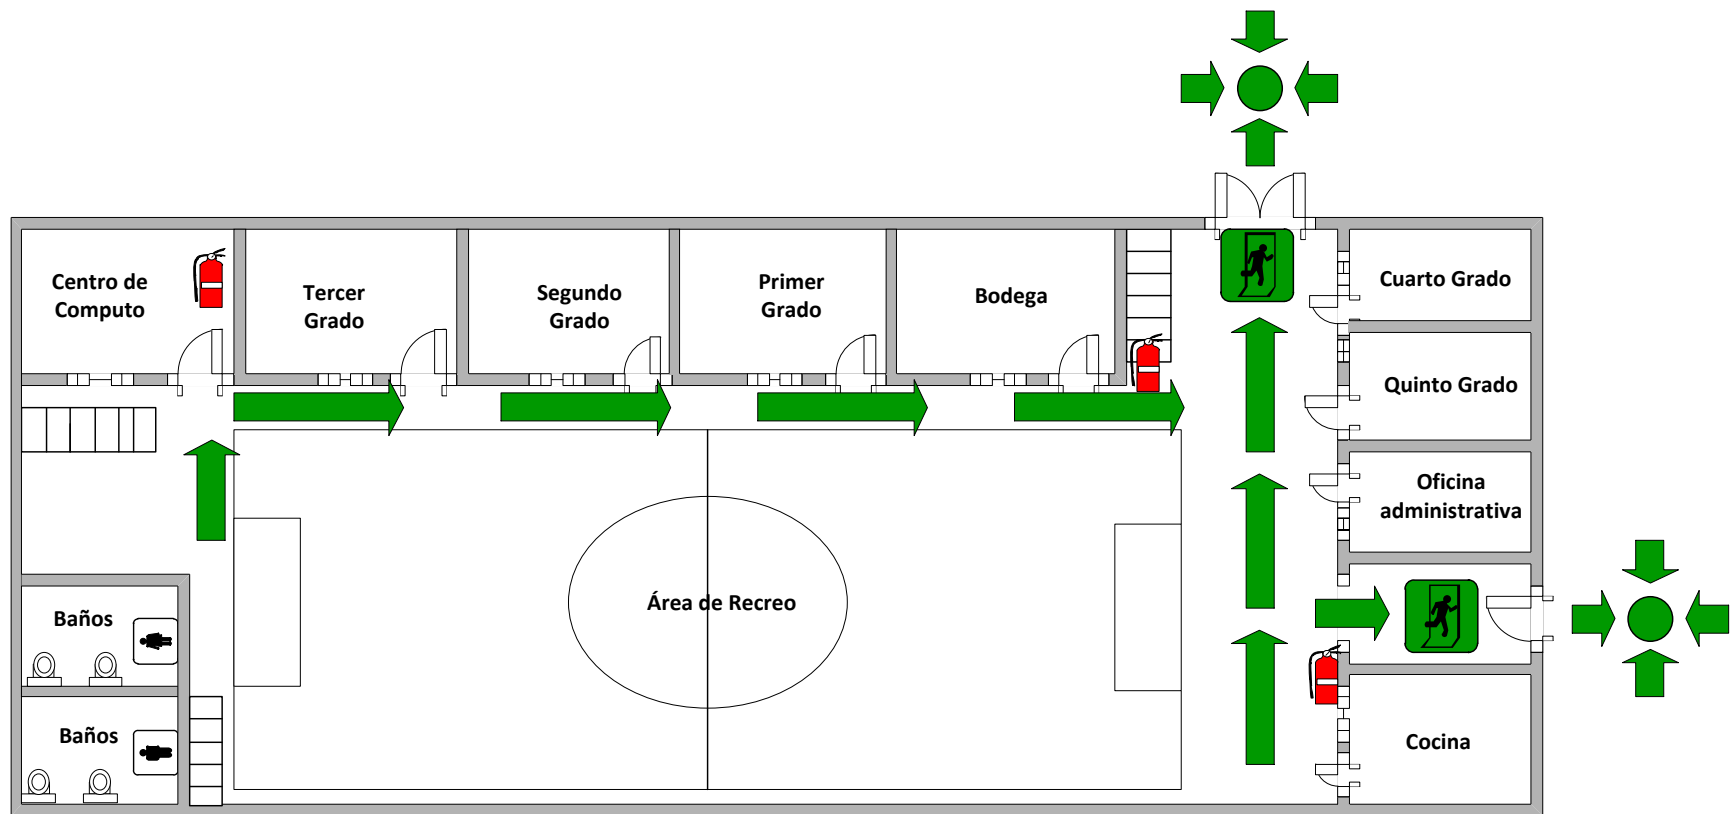 Centro de
Computo
Tercer
Grado
Segundo
Grado
Primer
Grado
Bodega
Cuarto Grado
Quinto Grado
Oficina
administrativa
Área de Recreo
Baños
Baños
Cocina